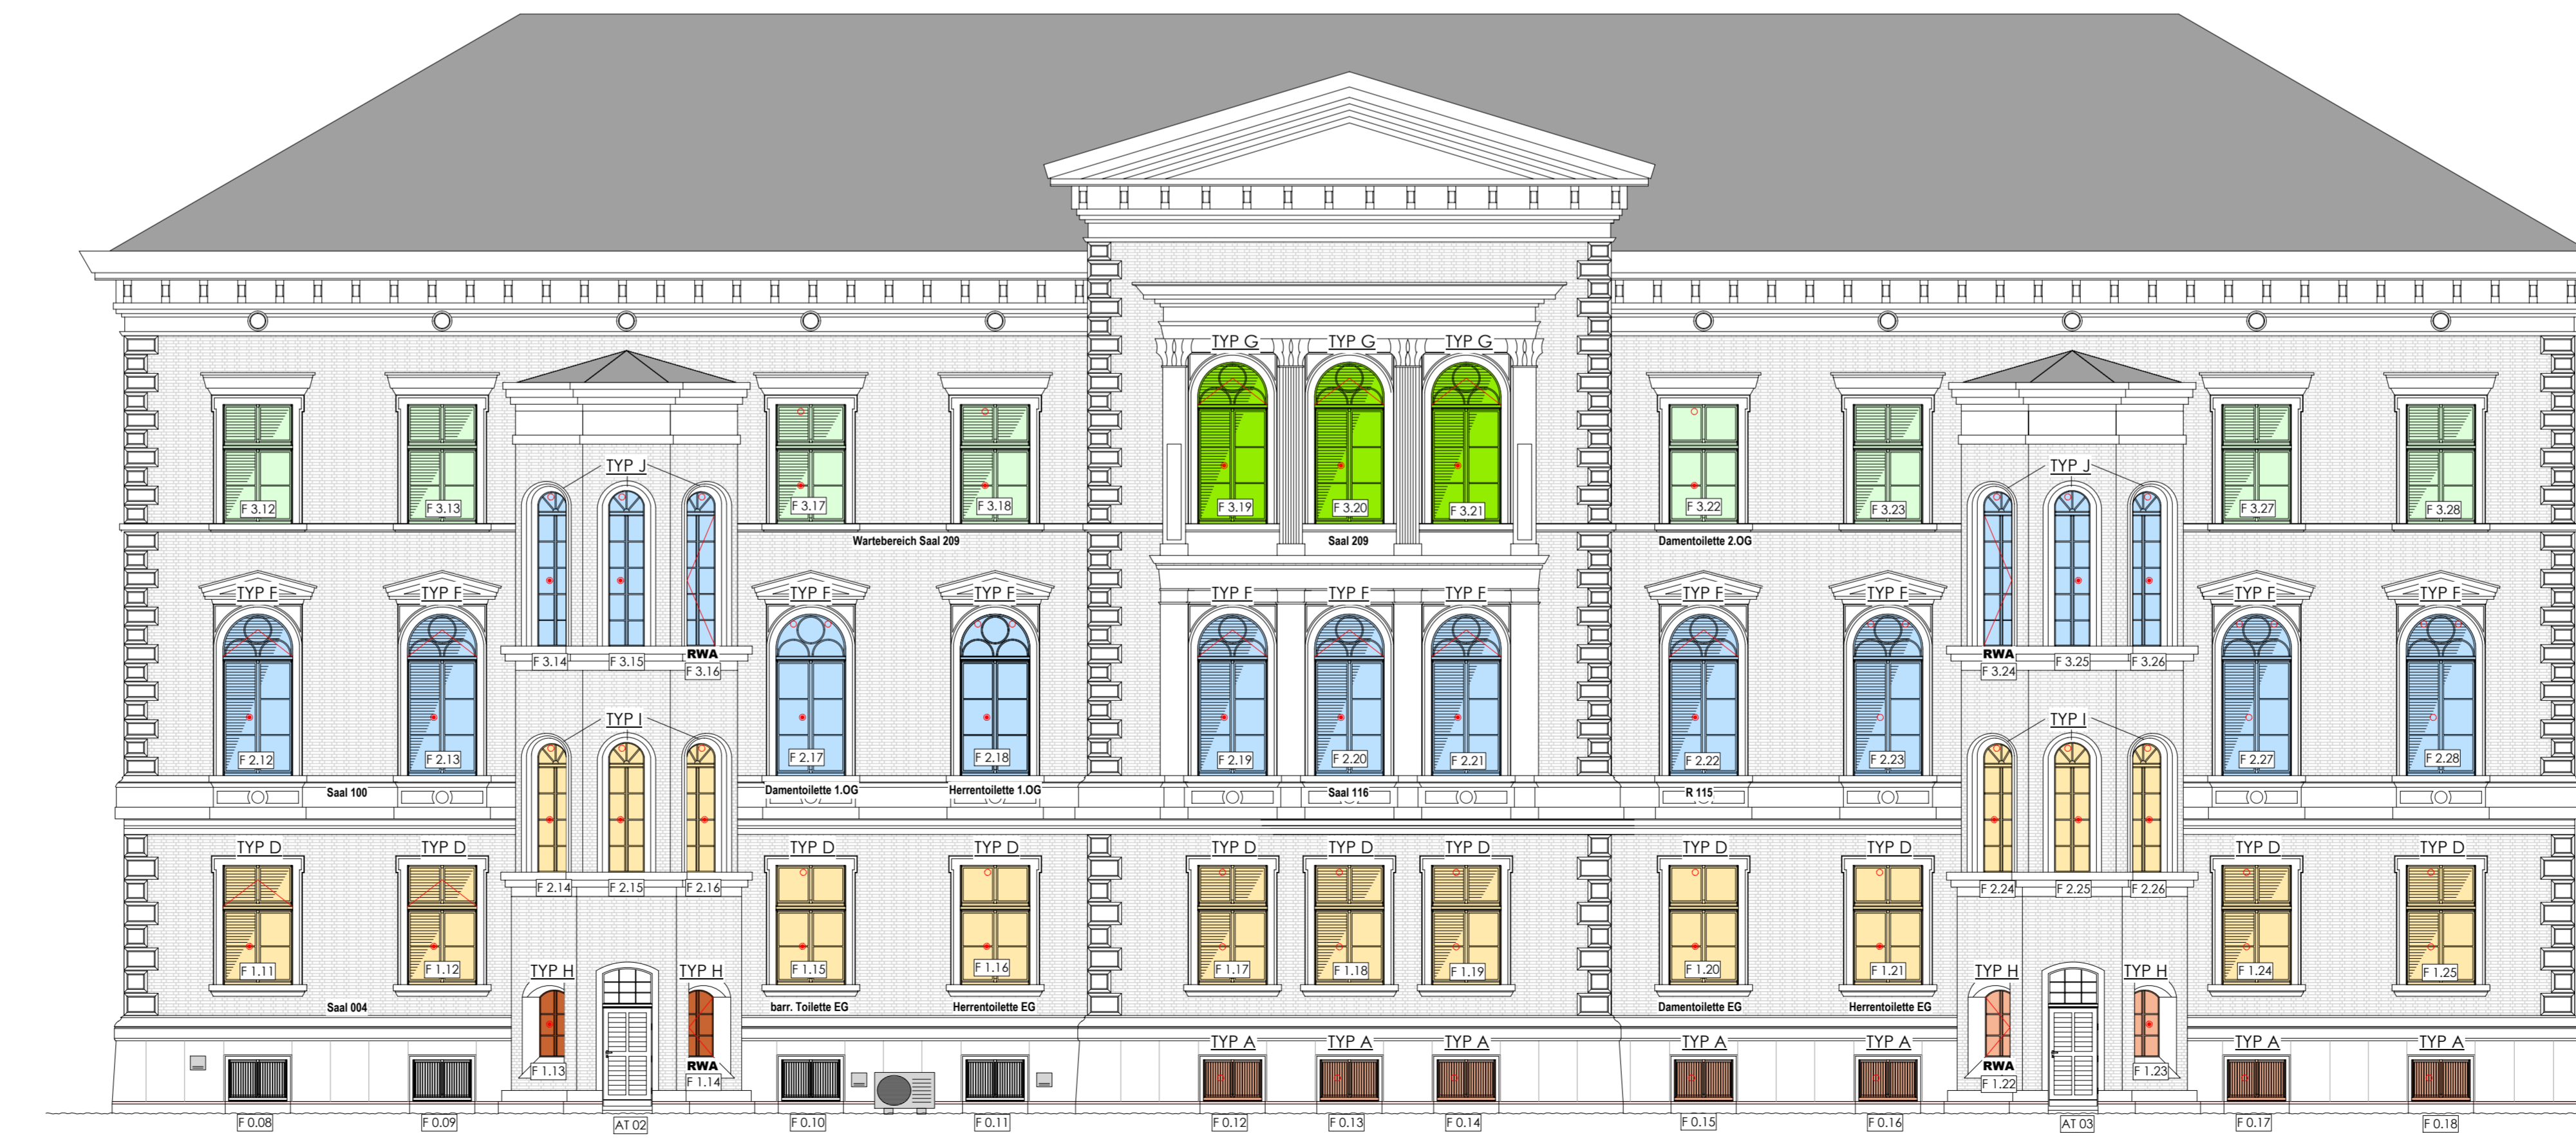 TYP G TYP G TYP G
TYP J TYP J
F 3.12 F 3.13 F 3.17 F 3.18 F 3.19 F 3.20 F 3.21 F 3.22 F 3.23 F 3.27 F 3.28
Wartebereich Saal 209 Saal 209 Damentoilette 2.OG
TYP F TYP F TYP F TYP F TYP F TYP F TYP F TYP F TYP F TYP F TYP F
RWA RWA
F 3.14 F 3.15 F 3.16 F 3.24 F 3.25 F 3.26
TYP I TYP I
F 2.12 F 2.13 F 2.17 F 2.18 F 2.19 F 2.20 F 2.21 F 2.22 F 2.23 F 2.27 F 2.28
Saal 100 Damentoilette 1.OG Herrentoilette 1.OG Saal 116 R 115
TYP D TYP D TYP D TYP D TYP D TYP D TYP D TYP D TYP D TYP D TYP D
F 2.14 F 2.15 F 2.16 F 2.24 F 2.25 F 2.26
F 1.11 F 1.12 F 1.15 F 1.16 F 1.17 F 1.18 F 1.19 F 1.20 F 1.21 F 1.24 F 1.25
TYP H TYP H TYP H TYP H
Saal 004 barr. Toilette EG Herrentoilette EG Damentoilette EG Herrentoilette EG
TYP A TYP A TYP A TYP A TYP A TYP A TYP A
RWA RWA
F 1.13 F 1.14 F 1.22 F 1.23
F 0.08 F 0.09 AT 02 F 0.10 F 0.11 F 0.12 F 0.13 F 0.14 F 0.15 F 0.16 AT 03 F 0.17 F 0.18